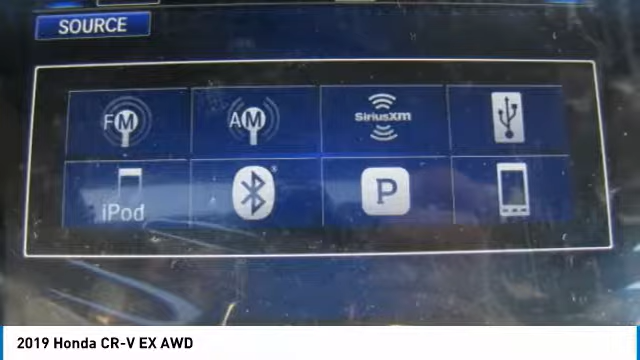 SOURCE
FM
AM
SiriusXM
iPod
P
2019 Honda CR-V EX AWD